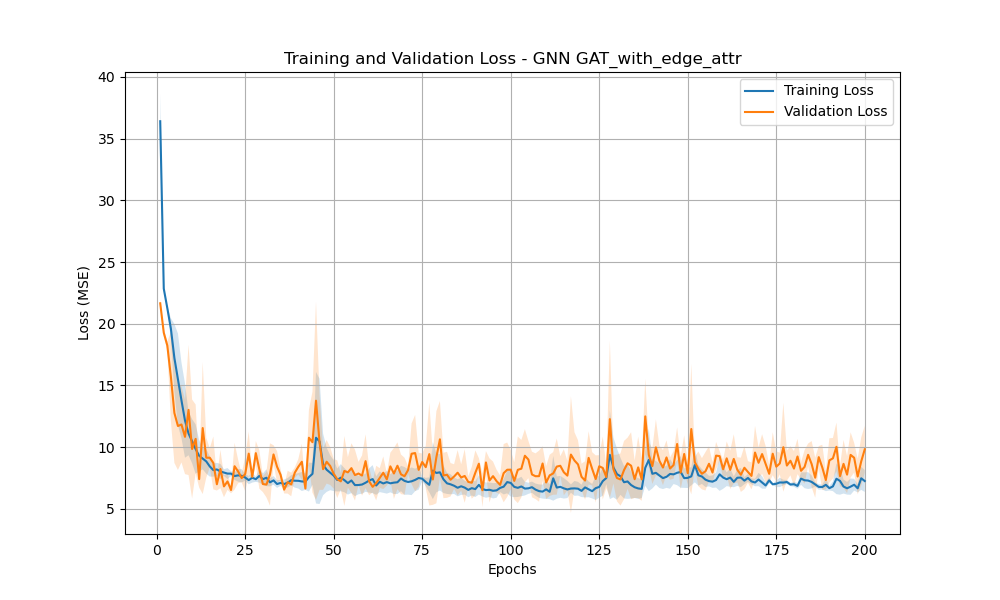 Training and Validation Loss - GNN GAT_with_edge_attr
Training Loss
Validation Loss
Loss (MSE)
40
35
30
25
20
15
10
5
0 25 50 75 100 125 150 175 200
Epochs